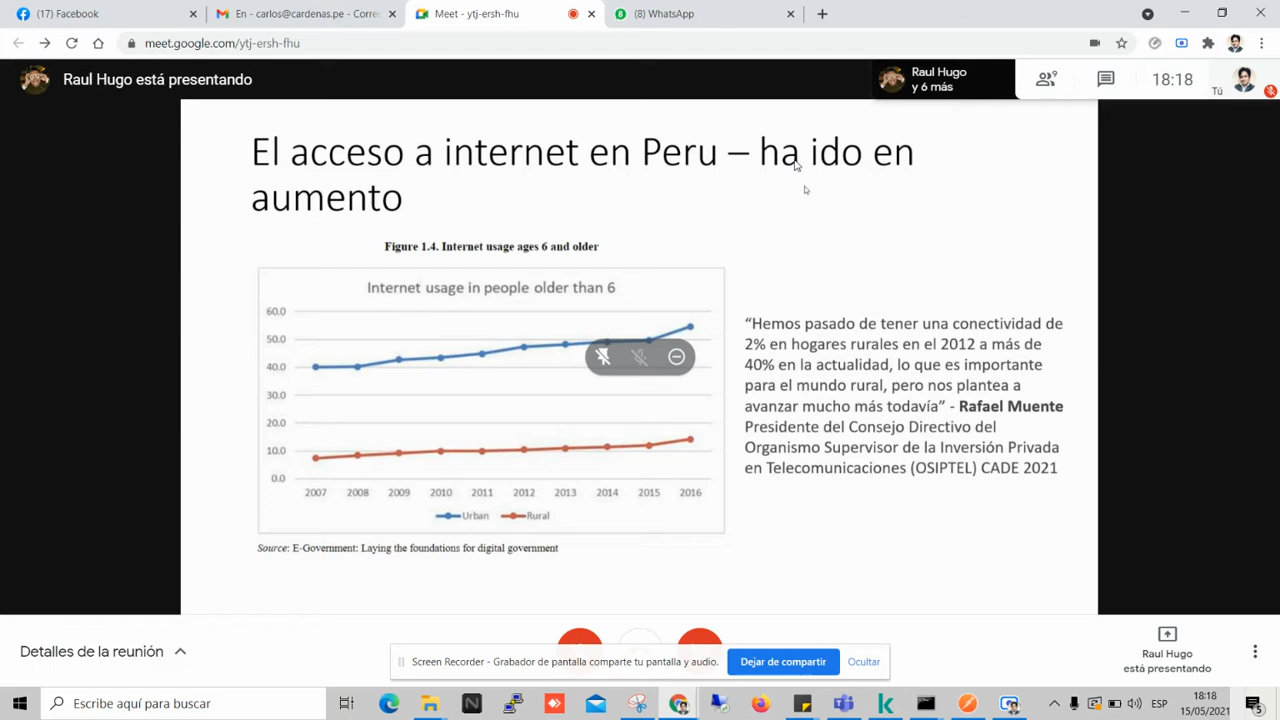 (17) Facebook
En - carlos@cardenas.pe - Corre
Meet - ytj-ersh-fhu
(8) WhatsApp
8
meet.google.com/ytj-ersh-fhu
Raul Hugo está presentando
Raul Hugo
y 6 más
9
18:18
Tú
El acceso a internet en Peru – ha ido en
aumento
Figure 1.4. Internet usage ages 6 and older
Internet usage in people older than 6
60.0
50.0
40.0
30.0
20.0
10.0
0.0
2007 2008 2009 2010 2011 2012 2013 2014 2015 2016
Urban Rural
Source: E-Government: Laying the foundations for digital government
“Hemos pasado de tener una conectividad de
2% en hogares rurales en el 2012 a más de
40% en la actualidad, lo que es importante
para el mundo rural, pero nos plantea a
avanzar mucho más todavía” - Rafael Muente
Presidente del Consejo Directivo del
Organismo Supervisor de la Inversión Privada
en Telecomunicaciones (OSIPTEL) CADE 2021
Detalles de la reunión
Raul Hugo
está presentando
Screen Recorder - Grabador de pantalla comparte tu pantalla y audio.
Dejar de compartir
Ocultar
Escribe aquí para buscar
ESP
18:18
15/05/2021
5